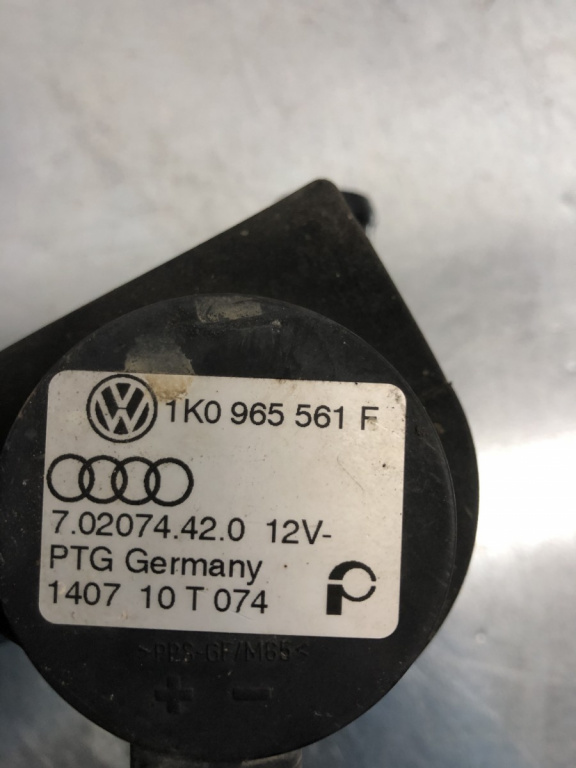 1K0 965 561 F
7.02074.42.0 12V-
PTG Germany
1407 10 T 074
+ -